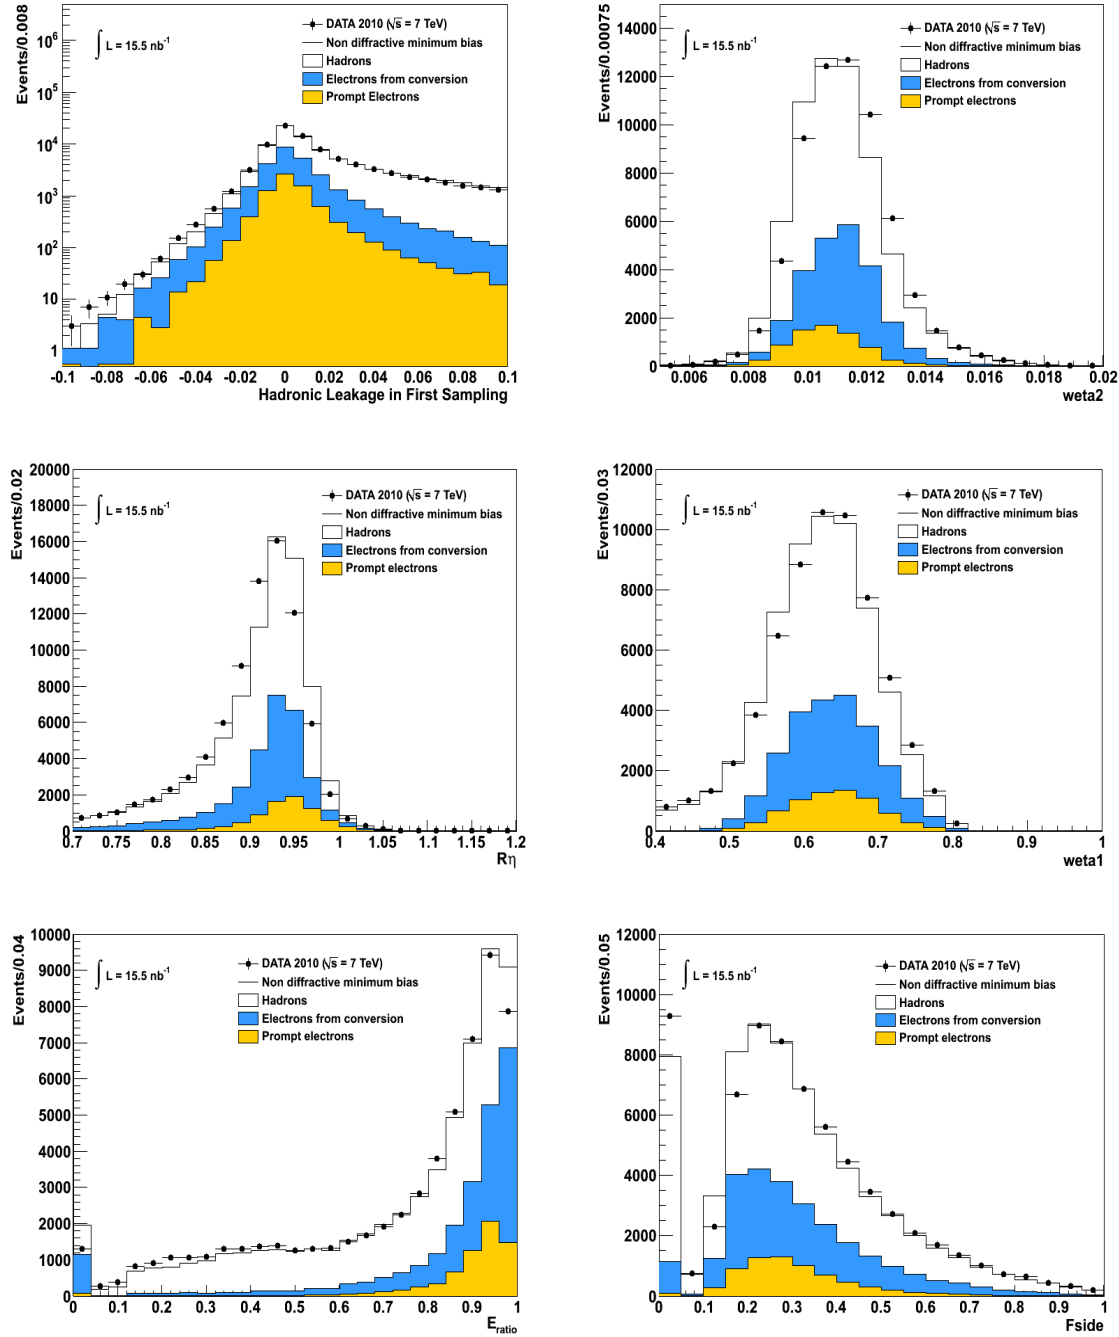 Events/0.008
10^6
10^5
10^4
10^3
10^2
10
1
∫ L = 15.5 nb^-1
DATA 2010 (√s = 7 TeV)
Non diffractive minimum bias
Hadrons
Electrons from conversion
Prompt Electrons
-0.1 -0.08 -0.06 -0.04 -0.02 0 0.02 0.04 0.06 0.08 0.1
Hadronic Leakage in First Sampling
Events/0.00075
14000
12000
10000
8000
6000
4000
2000
0
∫ L = 15.5 nb^-1
DATA 2010 (√s = 7 TeV)
Non diffractive minimum bias
Hadrons
Electrons from conversion
Prompt electrons
0.006 0.008 0.01 0.012 0.014 0.016 0.018 0.02
weta2
Events/0.02
20000
18000
16000
14000
12000
10000
8000
6000
4000
2000
0
∫ L = 15.5 nb^-1
DATA 2010 (√s = 7 TeV)
Non diffractive minimum bias
Hadrons
Electrons from conversion
Prompt electrons
0.7 0.75 0.8 0.85 0.9 0.95 1 1.05 1.1 1.15 1.2
Rη
Events/0.03
12000
10000
8000
6000
4000
2000
0
∫ L = 15.5 nb^-1
DATA 2010 (√s = 7 TeV)
Non diffractive minimum bias
Hadrons
Electrons from conversion
Prompt electrons
0.4 0.5 0.6 0.7 0.8 0.9 1
weta1
Events/0.04
10000
9000
8000
7000
6000
5000
4000
3000
2000
1000
0
∫ L = 15.5 nb^-1
DATA 2010 (√s = 7 TeV)
Non diffractive minimum bias
Hadrons
Electrons from conversion
Prompt electrons
0 0.1 0.2 0.3 0.4 0.5 0.6 0.7 0.8 0.9 1
E_ratio
Events/0.05
12000
10000
8000
6000
4000
2000
0
∫ L = 15.5 nb^-1
DATA 2010 (√s = 7 TeV)
Non diffractive minimum bias
Hadrons
Electrons from conversion
Prompt electrons
0 0.1 0.2 0.3 0.4 0.5 0.6 0.7 0.8 0.9 1
Fside